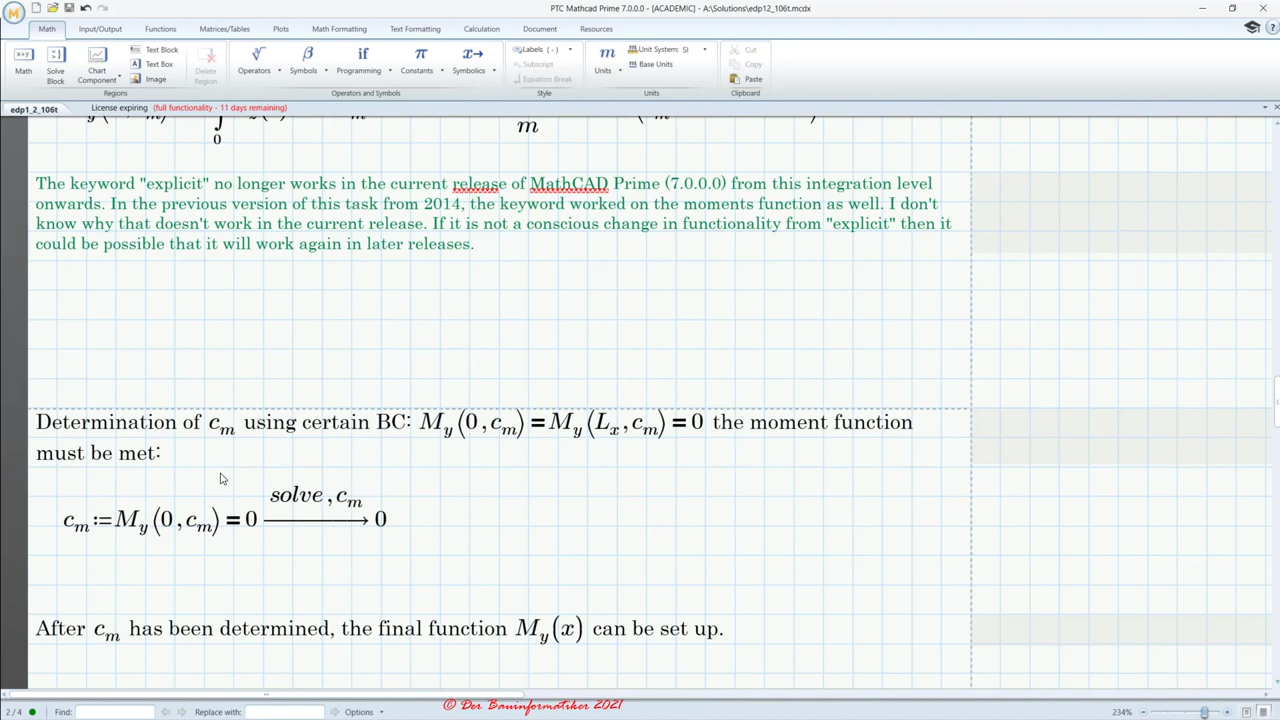 PTC Mathcad Prime 7.0.0.0 - [ACADEMIC] - A:\Solutions\edp12_106t.mcdx
Math Input/Output Functions Matrices/Tables Plots Math Formatting Text Formatting Calculation Document Resources
Math Solve Block Chart Component Text Block Text Box Image Delete Region Operators Symbols Programming Constants Symbolics Labels ( - ) Subscript Equation Break Units Unit System: SI Base Units Cut Copy Paste
Regions Operators and Symbols Style Units Clipboard
edp1_2_106t License expiring (full functionality - 11 days remaining)
0
m
The keyword "explicit" no longer works in the current release of MathCAD Prime (7.0.0.0) from this integration level
onwards. In the previous version of this task from 2014, the keyword worked on the moments function as well. I don't
know why that doesn't work in the current release. If it is not a conscious change in functionality from "explicit" then it
could be possible that it will work again in later releases.
Determination of c_m using certain BC: M_y(0, c_m) = M_y(L_x, c_m) = 0 the moment function
must be met:
solve, c_m
c_m := M_y(0, c_m) = 0 → 0
After c_m has been determined, the final function M_y(x) can be set up.
© Der Bauinformatiker 2021
2 / 4 Find: Replace with: Options 234%